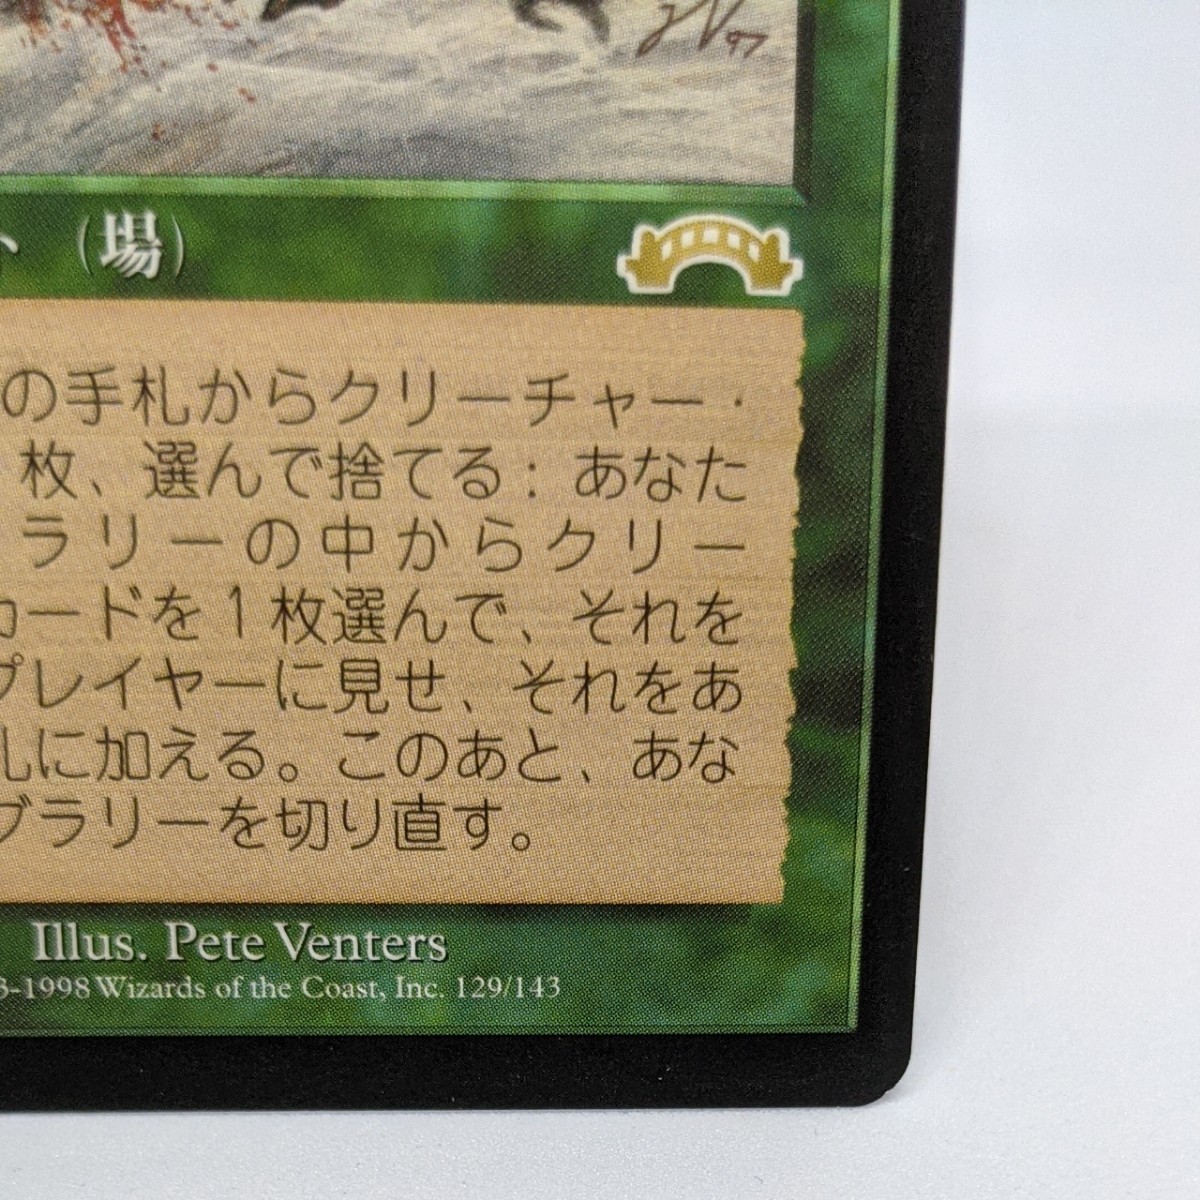 ト （場）
の手札からクリーチャー・
枚、選んで捨てる：あなた
ラリーの中からクリー
カードを１枚選んで、それを
プレイヤーに見せ、それをあ
札に加える。このあと、あな
ブラリーを切り直す。
Illus. Pete Venters
3-1998 Wizards of the Coast, Inc. 129/143